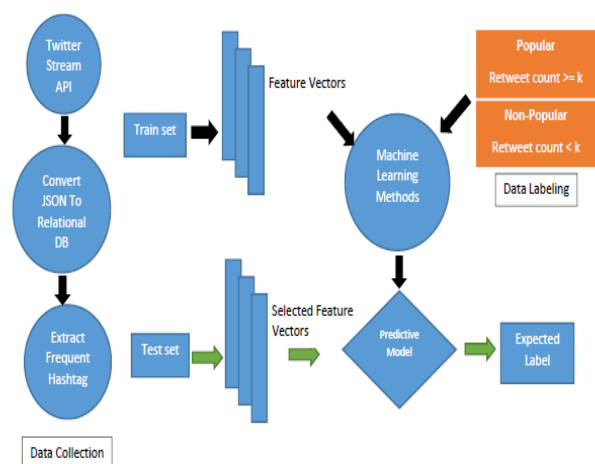 Twitter
Stream
API
Convert
JSON To
Relational
DB
Extract
Frequent
Hashtag
Data Collection
Train set
Feature Vectors
Test set
Selected Feature
Vectors
Machine
Learning
Methods
Predictive
Model
Popular
Retweet count >= k
Non-Popular
Retweet count < k
Data Labeling
Expected
Label